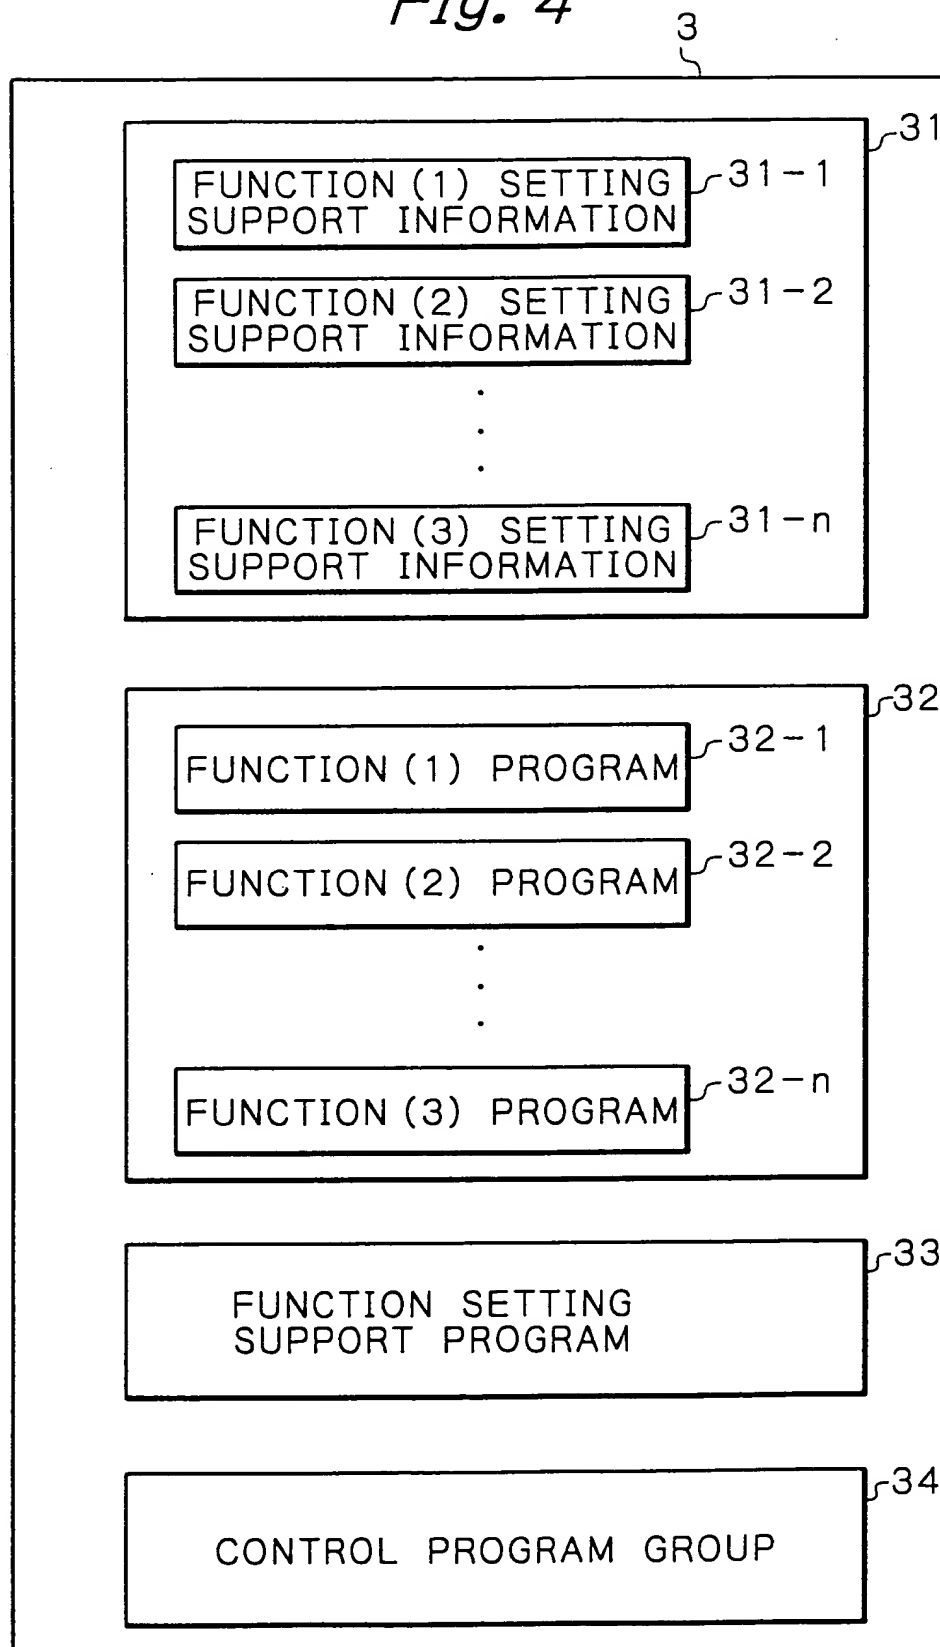 Fig. 4
3
31
FUNCTION (1) SETTING
SUPPORT INFORMATION
31-1
FUNCTION (2) SETTING
SUPPORT INFORMATION
31-2
FUNCTION (3) SETTING
SUPPORT INFORMATION
31-n
32
FUNCTION (1) PROGRAM
32-1
FUNCTION (2) PROGRAM
32-2
FUNCTION (3) PROGRAM
32-n
33
FUNCTION SETTING
SUPPORT PROGRAM
34
CONTROL PROGRAM GROUP